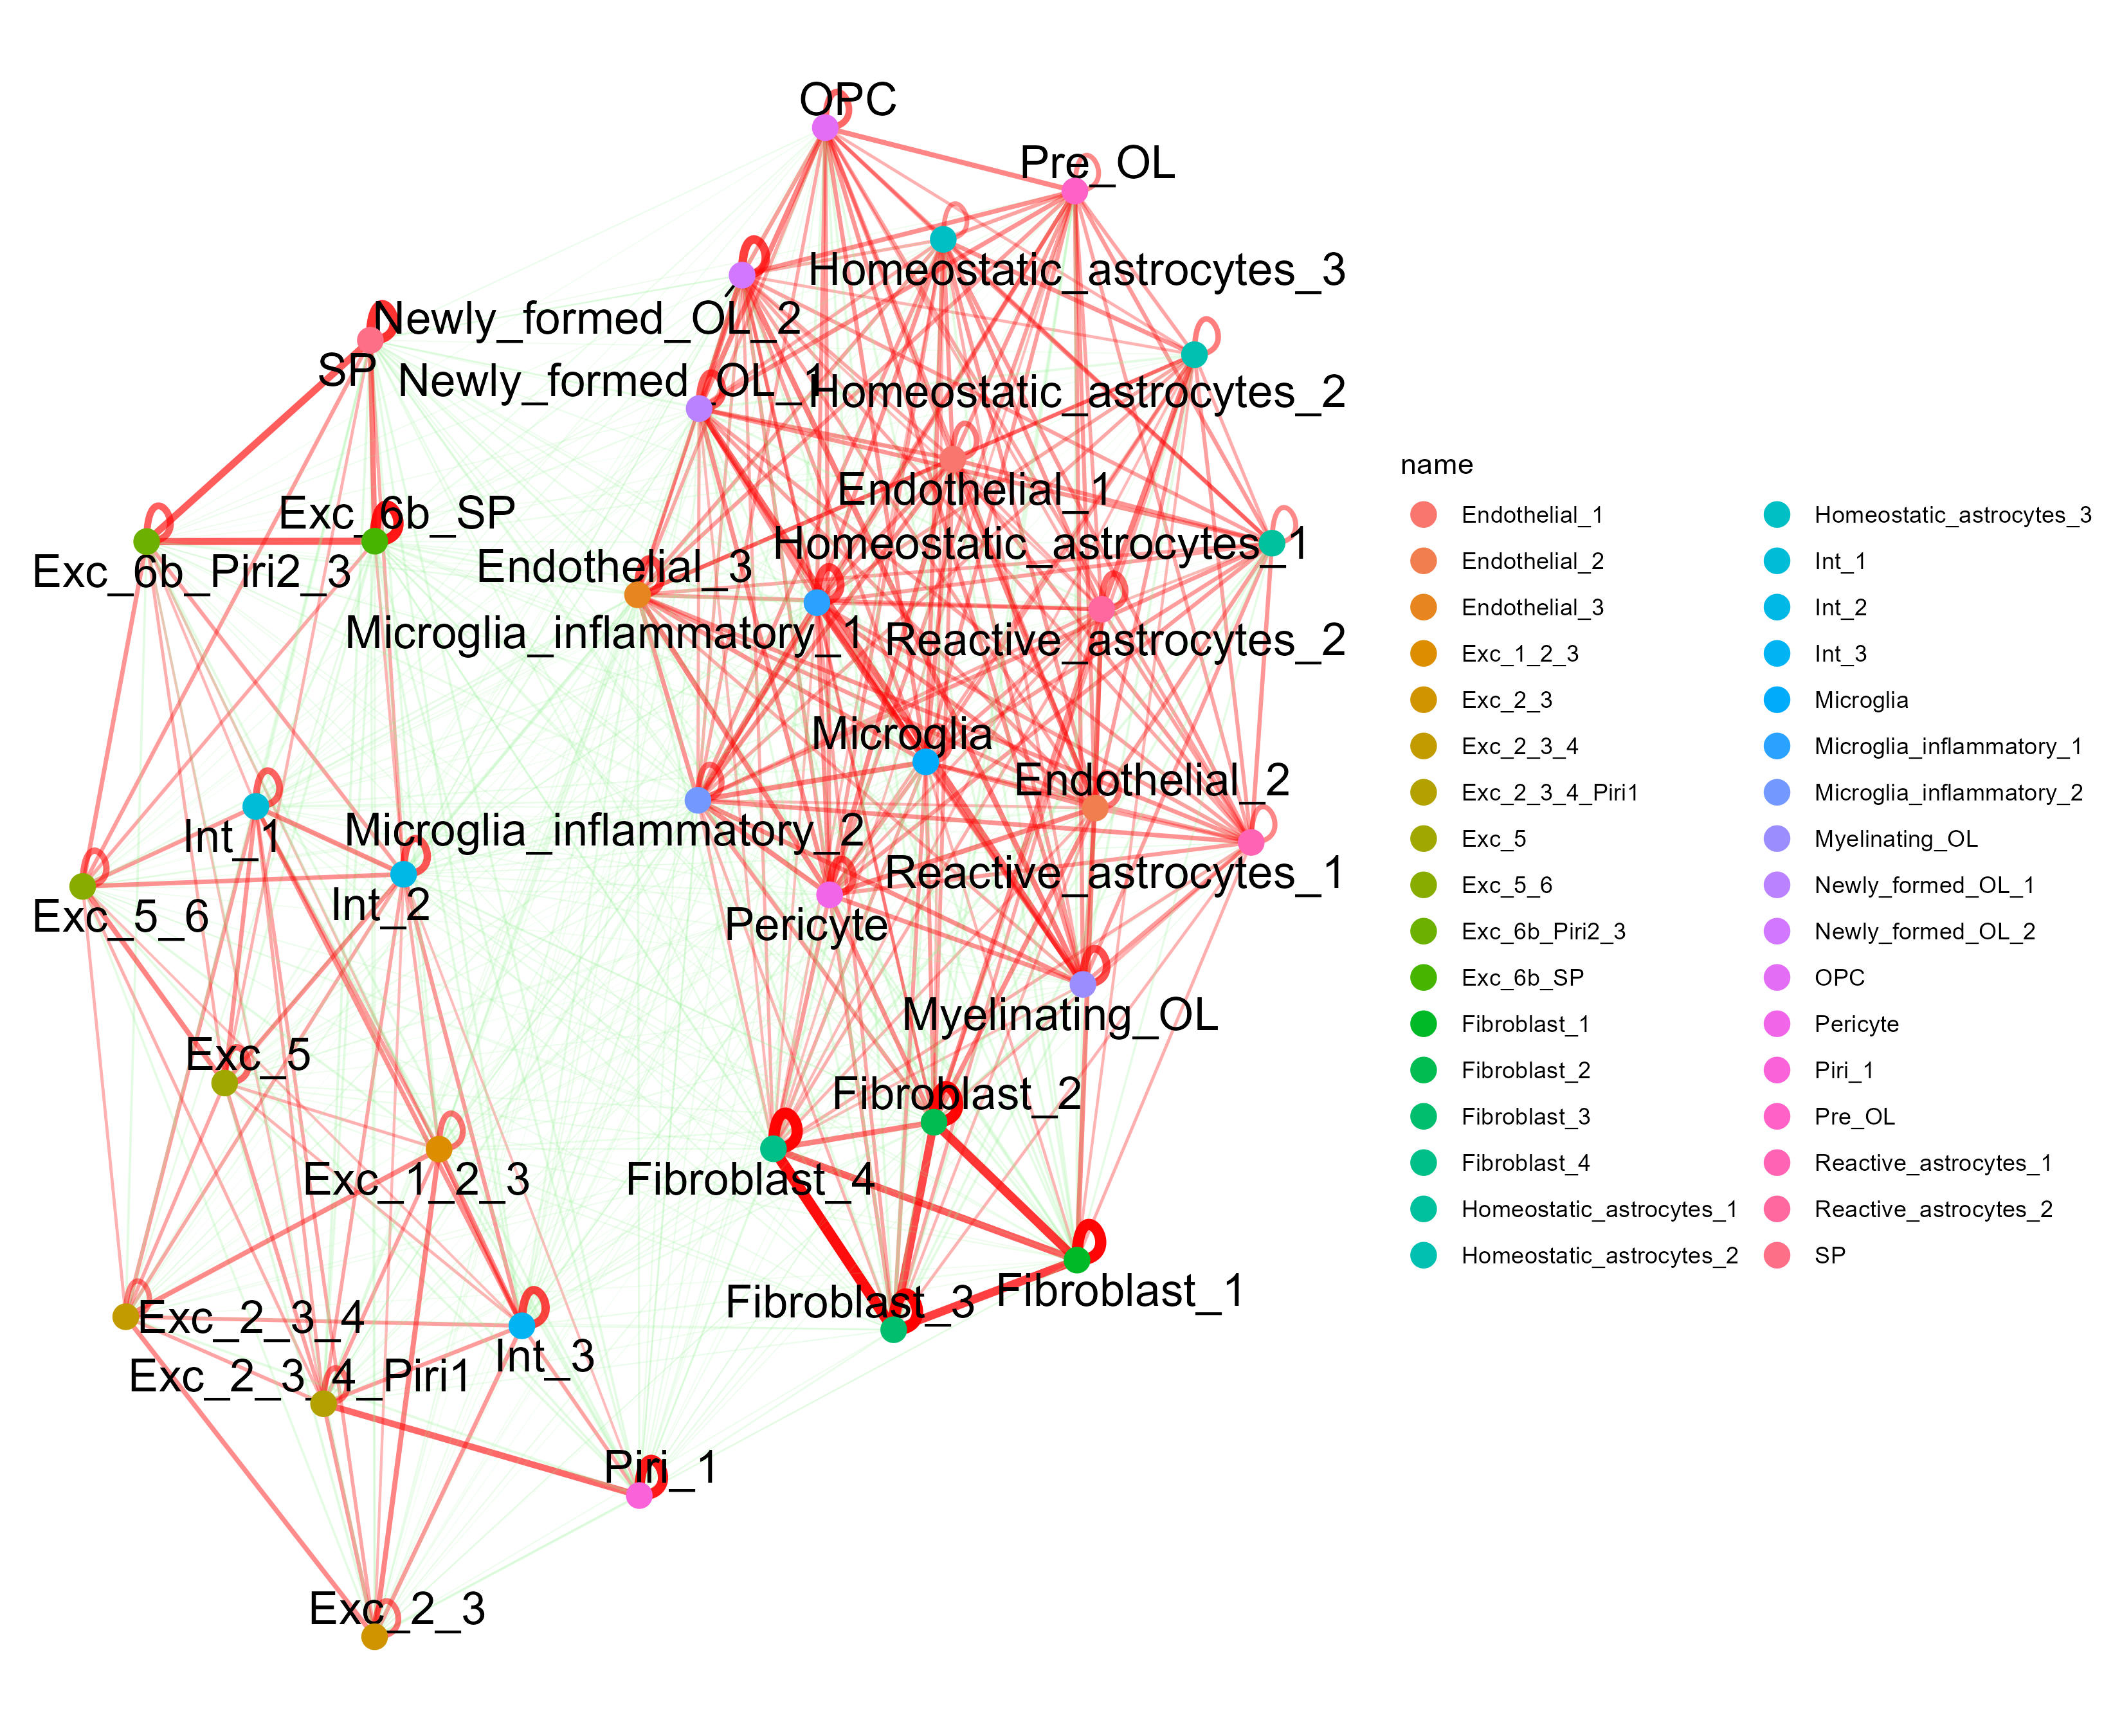 OPC
Pre_OL
Homeostatic_astrocytes_3
Newly_formed_OL_2
SP
Newly_formed_OL_1
Homeostatic_astrocytes_2
Endothelial_1
Exc_6b_SP
Homeostatic_astrocytes_1
Exc_6b_Piri2_3
Endothelial_3
Microglia_inflammatory_1
Reactive_astrocytes_2
Microglia
Endothelial_2
Int_1
Microglia_inflammatory_2
Reactive_astrocytes_1
Int_2
Exc_5_6
Pericyte
Myelinating_OL
Exc_5
Fibroblast_2
Exc_1_2_3
Fibroblast_4
Fibroblast_1
Fibroblast_3
Exc_2_3_4
Int_3
Exc_2_3_4_Piri1
Piri_1
Exc_2_3
name
Endothelial_1
Endothelial_2
Endothelial_3
Exc_1_2_3
Exc_2_3
Exc_2_3_4
Exc_2_3_4_Piri1
Exc_5
Exc_5_6
Exc_6b_Piri2_3
Exc_6b_SP
Fibroblast_1
Fibroblast_2
Fibroblast_3
Fibroblast_4
Homeostatic_astrocytes_1
Homeostatic_astrocytes_2
Homeostatic_astrocytes_3
Int_1
Int_2
Int_3
Microglia
Microglia_inflammatory_1
Microglia_inflammatory_2
Myelinating_OL
Newly_formed_OL_1
Newly_formed_OL_2
OPC
Pericyte
Piri_1
Pre_OL
Reactive_astrocytes_1
Reactive_astrocytes_2
SP